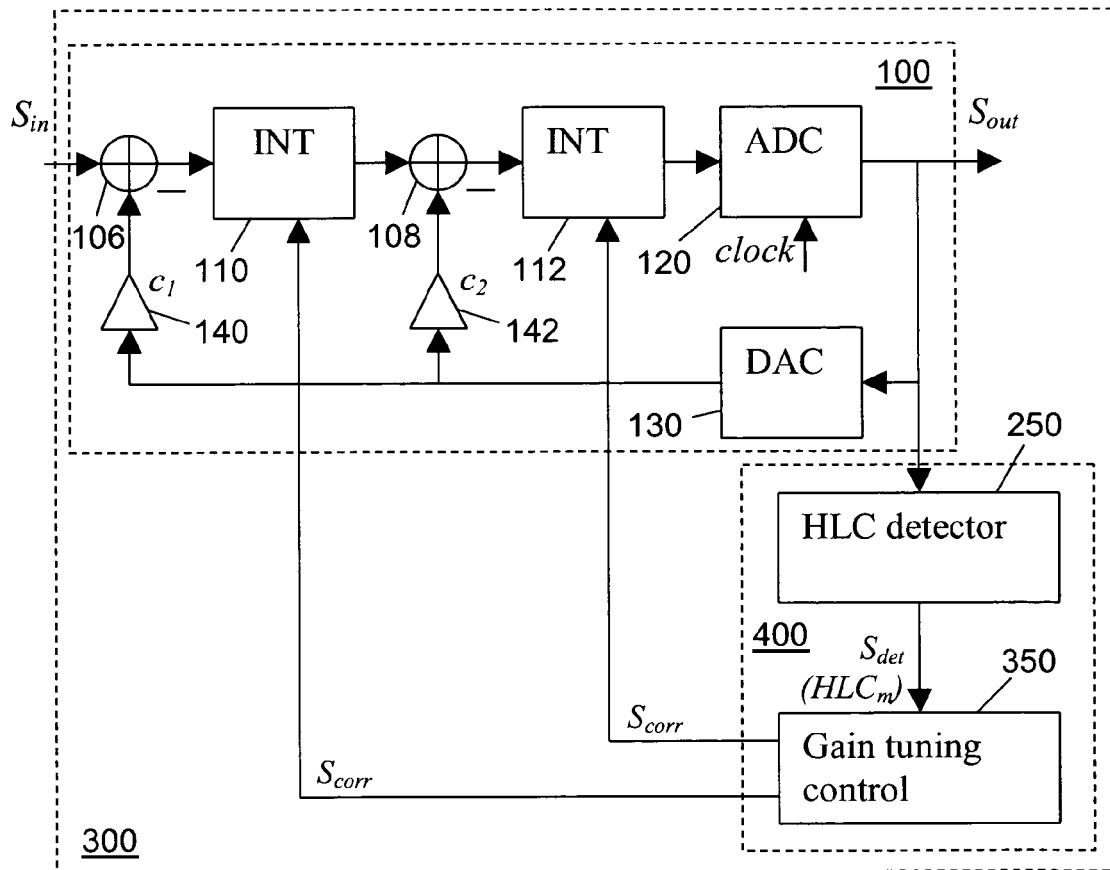 100
S_in
INT
INT
ADC
S_out
106
110
108
112
120
clock
c_1
140
c_2
142
DAC
130
250
HLC detector
400
S_det
(HLC_m)
350
S_corr
S_corr
Gain tuning
control
300